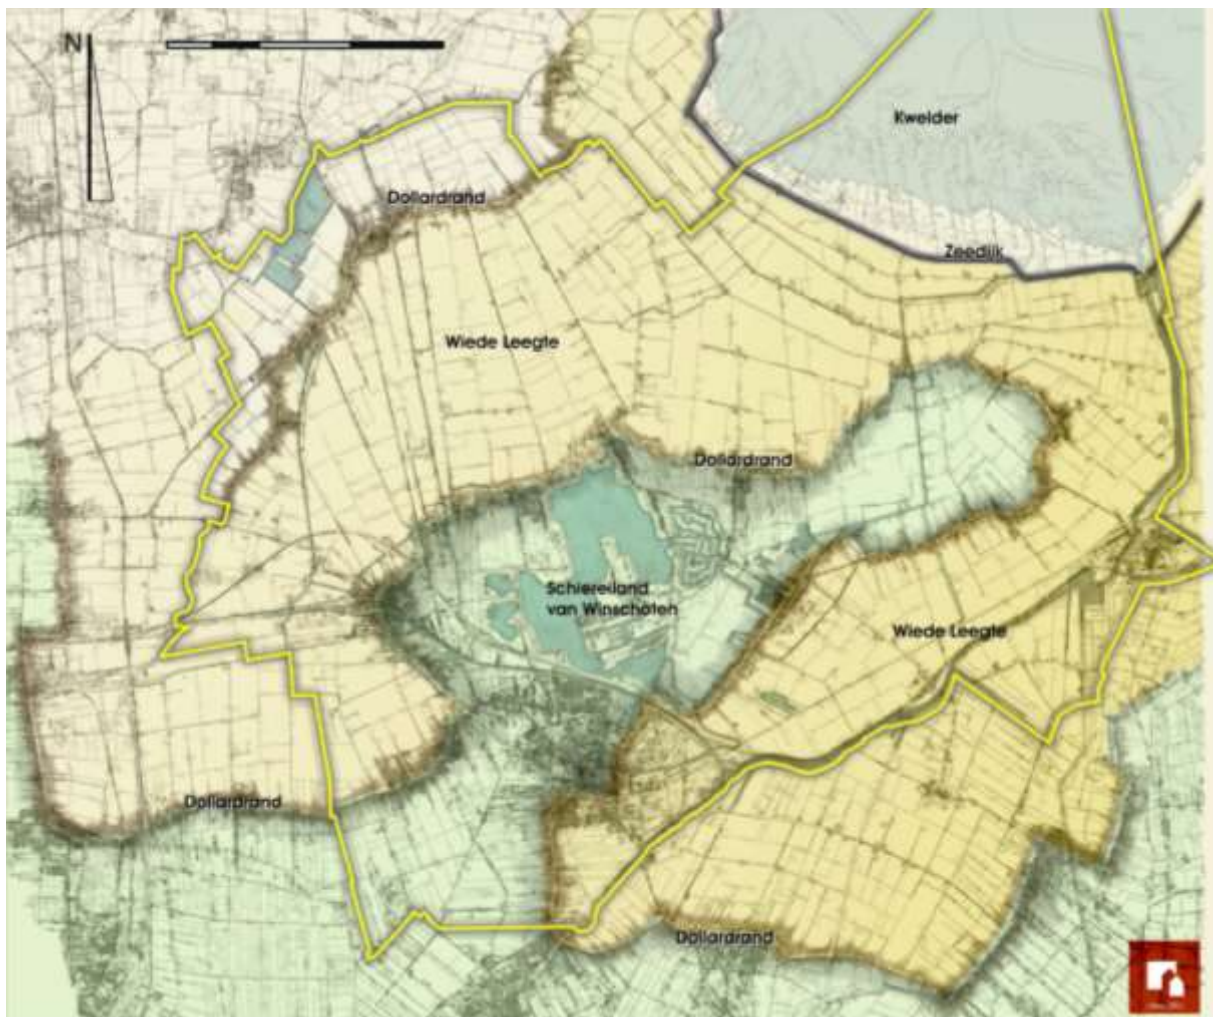 N
Kwelder
Dollardrand
Zeedijk
Wiede Leegte
Dollardrand
Schiereiland
van Winschoten
Wiede Leegte
Dollardrand
Dollardrand